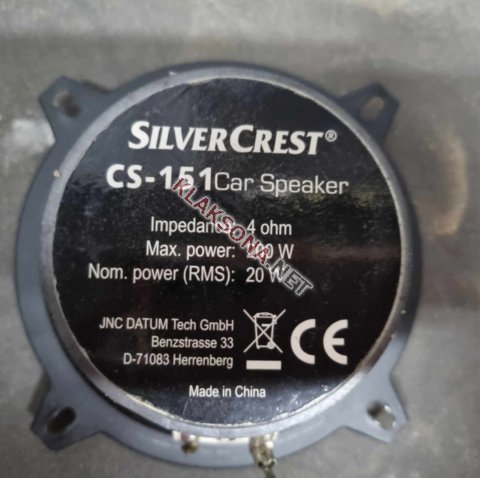 SILVERCREST®
CS-151 Car Speaker
Impedance: 4 ohm
Max. power: W
Nom. power (RMS): 20 W
JNC DATUM Tech GmbH
Benzstrasse 33
D-71083 Herrenberg
CE
Made in China
KLAKSONA.NET